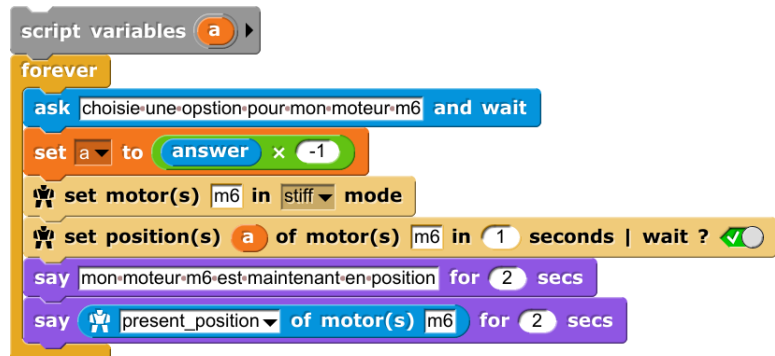 script variables a
forever
ask choisie une opstion pour mon moteur m6 and wait
set a to answer × -1
set motor(s) m6 in stiff mode
set position(s) a of motor(s) m6 in 1 seconds | wait ?
say mon moteur m6 est maintenant en position for 2 secs
say present_position of motor(s) m6 for 2 secs